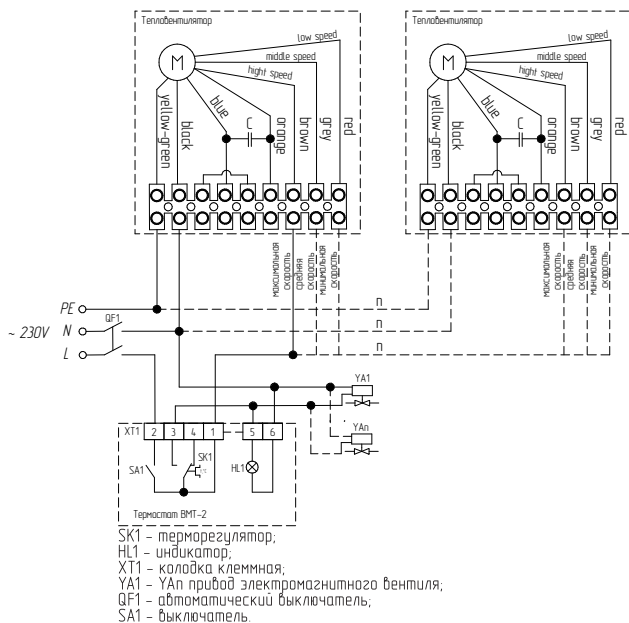 Тепловентилятор
Тепловентилятор
low speed
middle speed
hight speed
M
blue
C
yellow-green
black
orange
brown
grey
red
low speed
middle speed
hight speed
M
blue
C
yellow-green
black
orange
brown
grey
red
максимальная скорость
средняя скорость
минимальная скорость
максимальная скорость
средняя скорость
минимальная скорость
PE
n
~ 230V
QF1
N
n
L
n
YA1
XT1
2
3
4
1
5
6
YAn
SA1
SK1
t°C
HL1
Термостат ВМТ-2
SK1 - терморегулятор;
HL1 - индикатор;
XT1 - колодка клеммная;
YA1 - YAn привод электромагнитного вентиля;
QF1 - автоматический выключатель;
SA1 - выключатель.